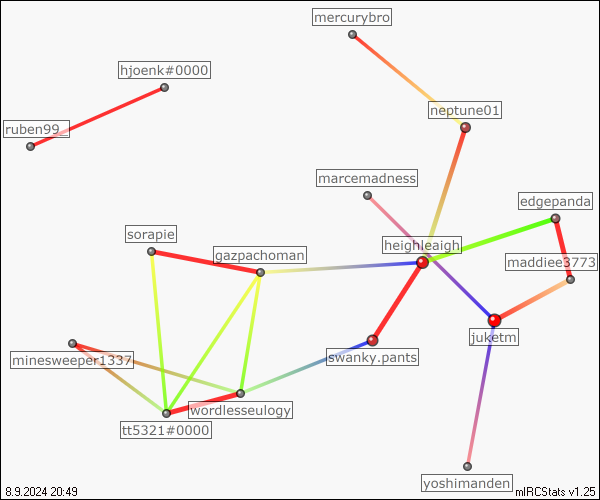 mercurybro
hjoenk#0000
neptune01
ruben99_
marcemadness
edgepanda
sorapie
gazpachoman
heighleaigh
maddiee3773
juketm
minesweeper1337
swanky.pants
wordlesseulogy
tt5321#0000
yoshimanden
8.9.2024 20:49
mIRCStats v1.25